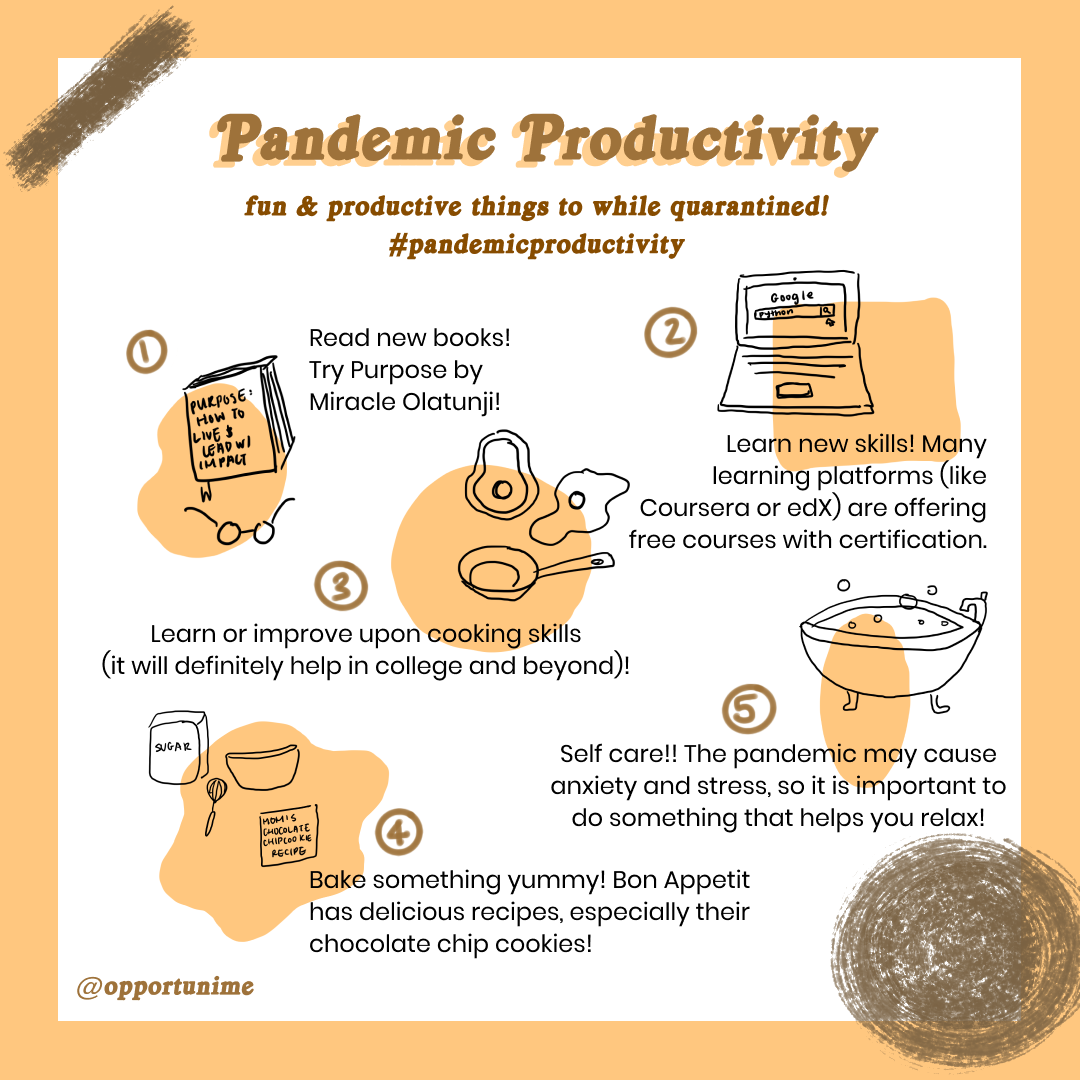 Pandemic Productivity
fun & productive things to while quarantined!
#pandemicproductivity
1
Read new books!
Try Purpose by
Miracle Olatunji!
PURPOSE:
HOW TO
LIVE &
LEAD W/
IMPACT
2
Google
Python
Learn new skills! Many
learning platforms (like
Coursera or edX) are offering
free courses with certification.
3
Learn or improve upon cooking skills
(it will definitely help in college and beyond)!
SUGAR
MOM'S
CHOCOLATE
CHIPCOOKIE
RECIPE
4
Bake something yummy! Bon Appetit
has delicious recipes, especially their
chocolate chip cookies!
5
Self care!! The pandemic may cause
anxiety and stress, so it is important to
do something that helps you relax!
@opportunime